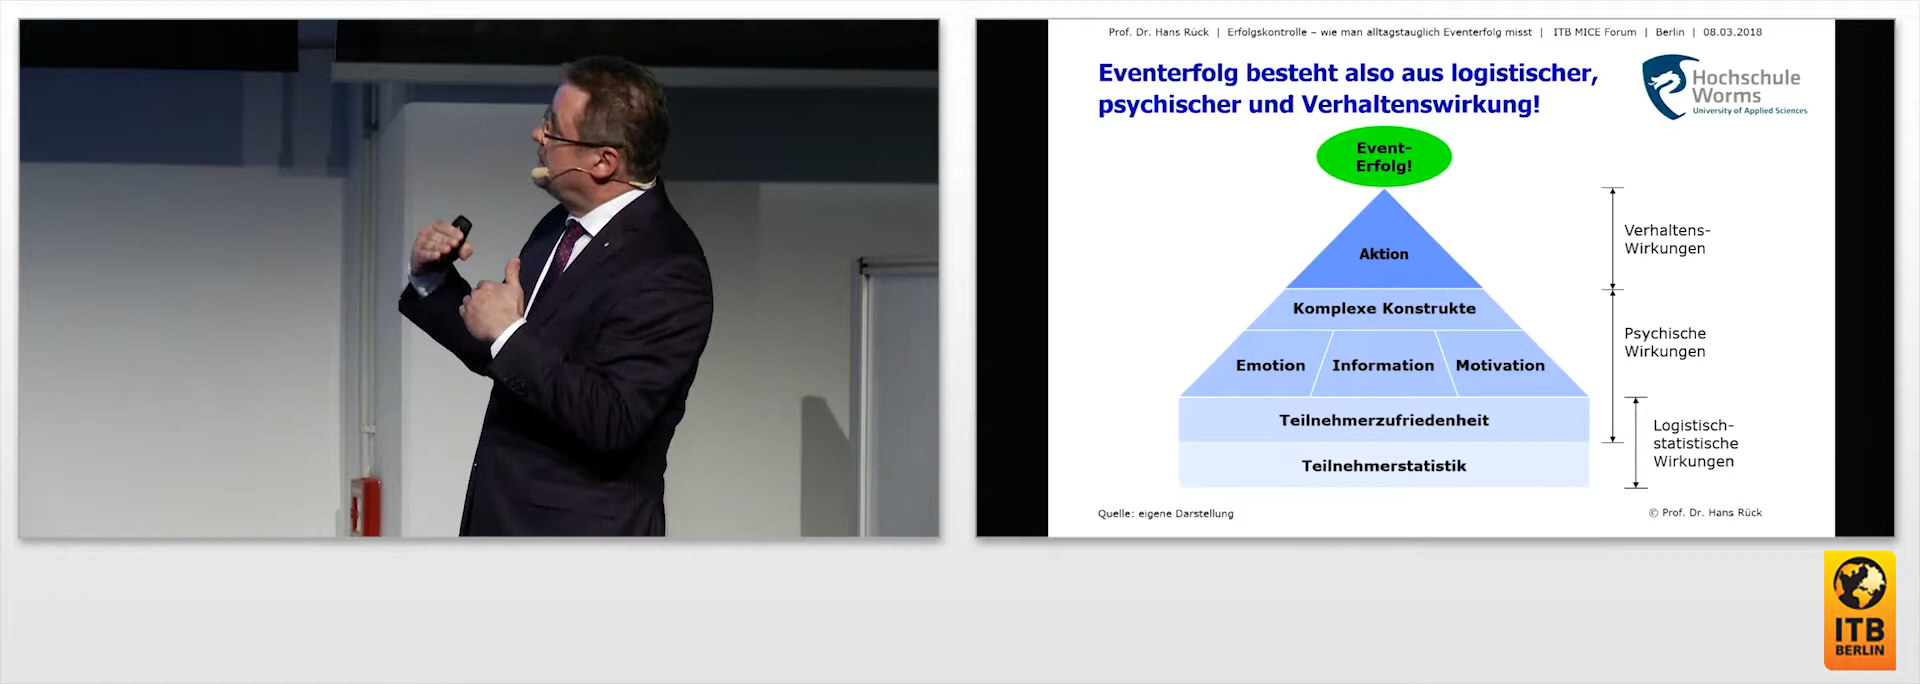 Prof. Dr. Hans Rück | Erfolgskontrolle – wie man alltagstauglich Eventerfolg misst | ITB MICE Forum | Berlin | 08.03.2018
Eventerfolg besteht also aus logistischer,
psychischer und Verhaltenswirkung!
Hochschule
Worms
University of Applied Sciences
Event-
Erfolg!
Aktion
Verhaltens-
Wirkungen
Komplexe Konstrukte
Emotion
Information
Motivation
Psychische
Wirkungen
Teilnehmerzufriedenheit
Teilnehmerstatistik
Logistisch-
statistische
Wirkungen
Quelle: eigene Darstellung
© Prof. Dr. Hans Rück
ITB
BERLIN